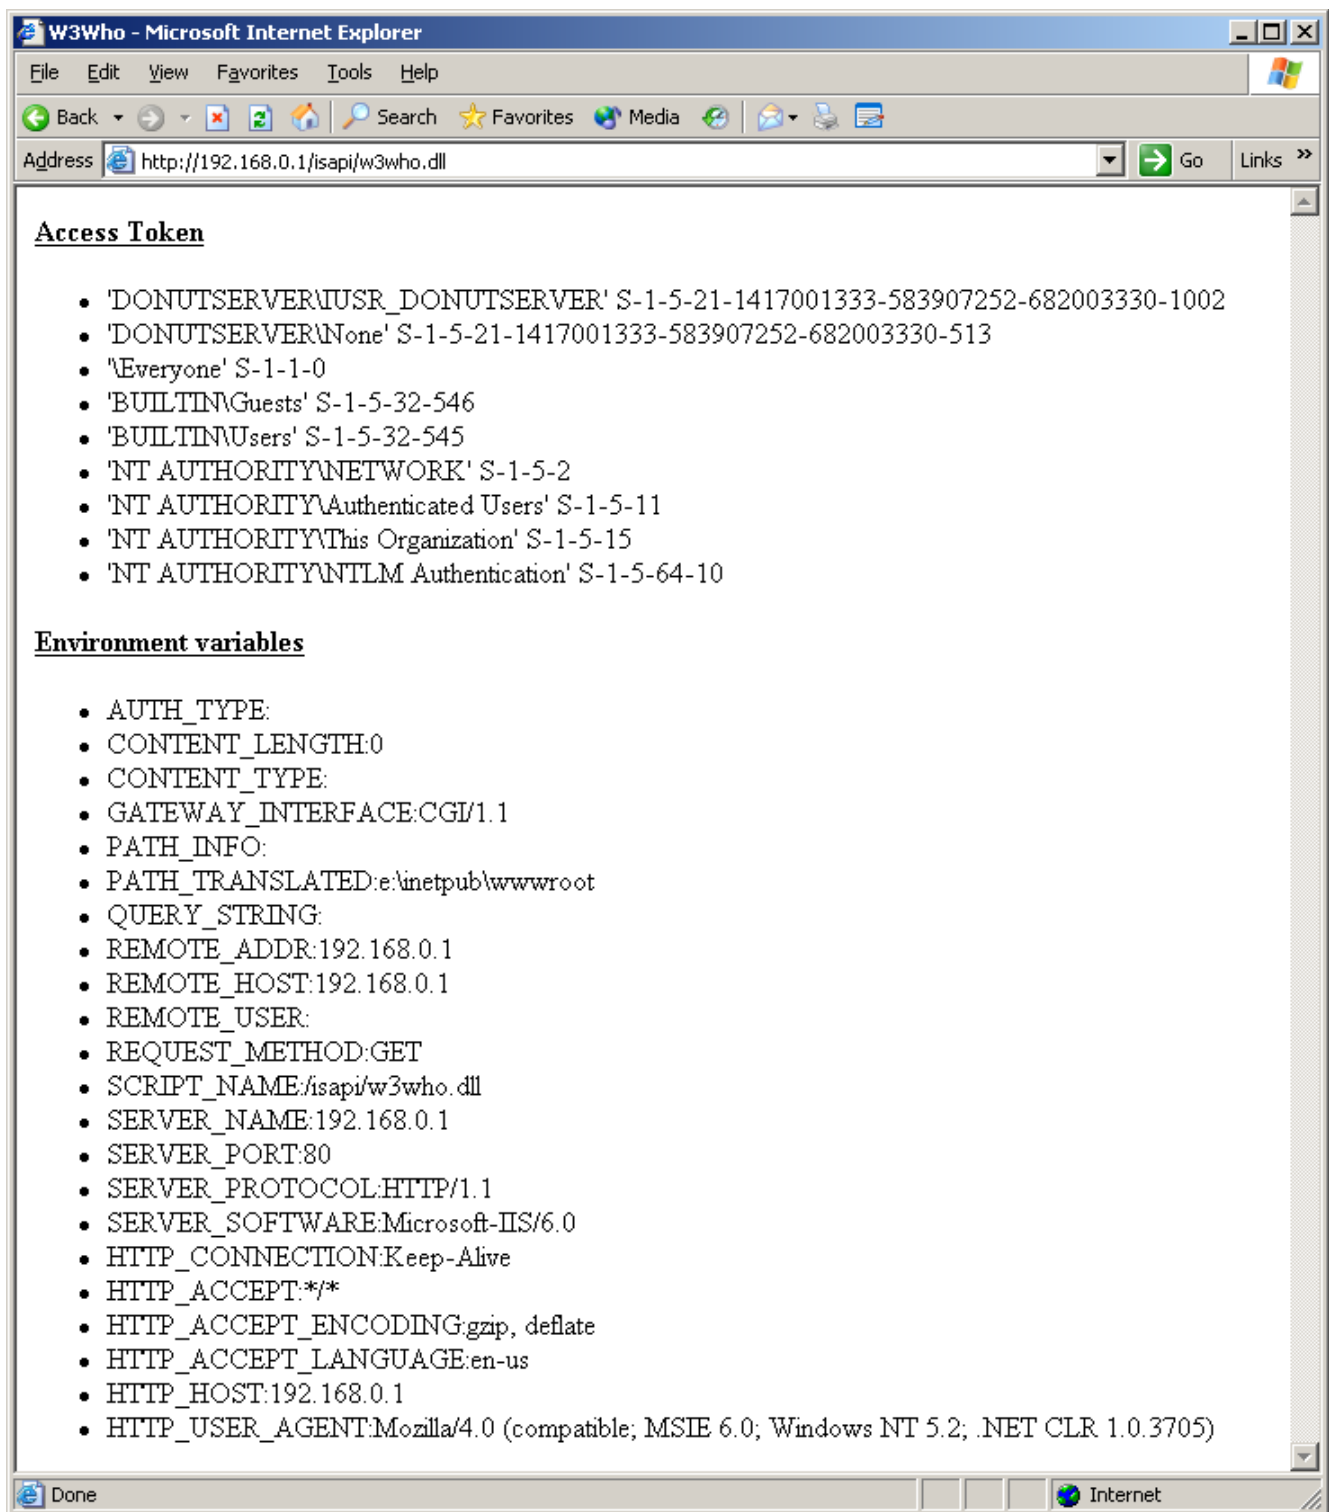 W3Who - Microsoft Internet Explorer
File Edit View Favorites Tools Help
Back Search Favorites Media
Address http://192.168.0.1/isapi/w3who.dll Go Links »
Access Token
• 'DONUTSERVER\IUSR_DONUTSERVER' S-1-5-21-1417001333-583907252-682003330-1002
• 'DONUTSERVER\None' S-1-5-21-1417001333-583907252-682003330-513
• '\Everyone' S-1-1-0
• 'BUILTIN\Guests' S-1-5-32-546
• 'BUILTIN\Users' S-1-5-32-545
• 'NT AUTHORITY\NETWORK' S-1-5-2
• 'NT AUTHORITY\Authenticated Users' S-1-5-11
• 'NT AUTHORITY\This Organization' S-1-5-15
• 'NT AUTHORITY\NTLM Authentication' S-1-5-64-10
Environment variables
• AUTH_TYPE:
• CONTENT_LENGTH:0
• CONTENT_TYPE:
• GATEWAY_INTERFACE:CGI/1.1
• PATH_INFO:
• PATH_TRANSLATED:e:\inetpub\wwwroot
• QUERY_STRING:
• REMOTE_ADDR:192.168.0.1
• REMOTE_HOST:192.168.0.1
• REMOTE_USER:
• REQUEST_METHOD:GET
• SCRIPT_NAME:/isapi/w3who.dll
• SERVER_NAME:192.168.0.1
• SERVER_PORT:80
• SERVER_PROTOCOL:HTTP/1.1
• SERVER_SOFTWARE:Microsoft-IIS/6.0
• HTTP_CONNECTION:Keep-Alive
• HTTP_ACCEPT:*/*
• HTTP_ACCEPT_ENCODING:gzip, deflate
• HTTP_ACCEPT_LANGUAGE:en-us
• HTTP_HOST:192.168.0.1
• HTTP_USER_AGENT:Mozilla/4.0 (compatible; MSIE 6.0; Windows NT 5.2; .NET CLR 1.0.3705)
Done Internet